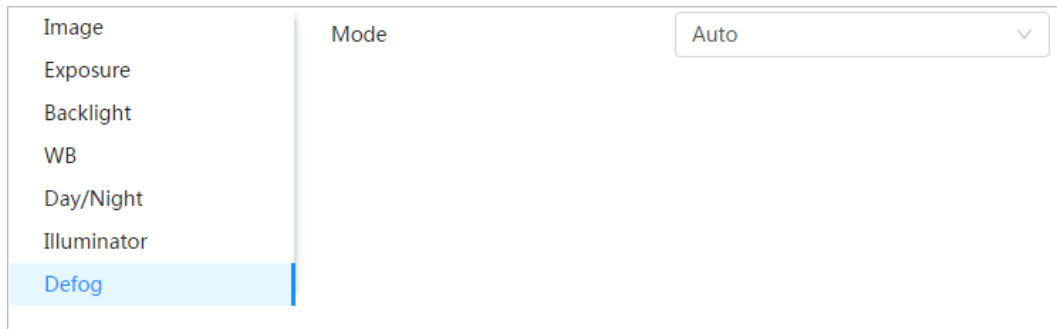 Image
Mode
Auto
Exposure
Backlight
WB
Day/Night
Illuminator
Defog